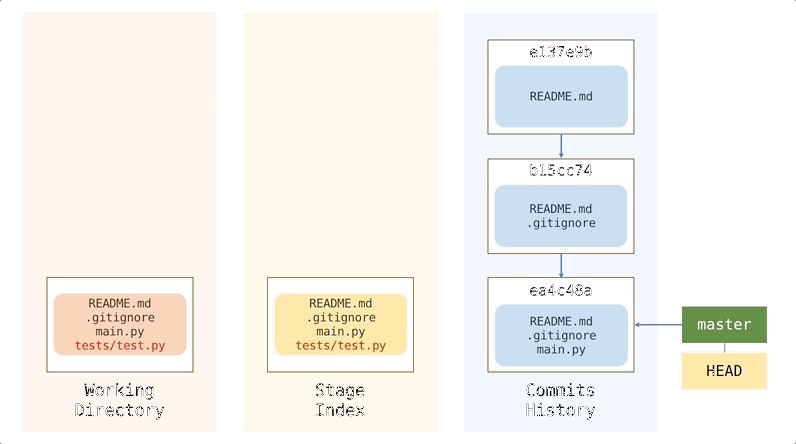 README.md
.gitignore
main.py
tests/test.py
Working
Directory
README.md
.gitignore
main.py
tests/test.py
Stage
Index
e137e9b
README.md
b15cc74
README.md
.gitignore
ea4c48a
README.md
.gitignore
main.py
Commits
History
master
HEAD